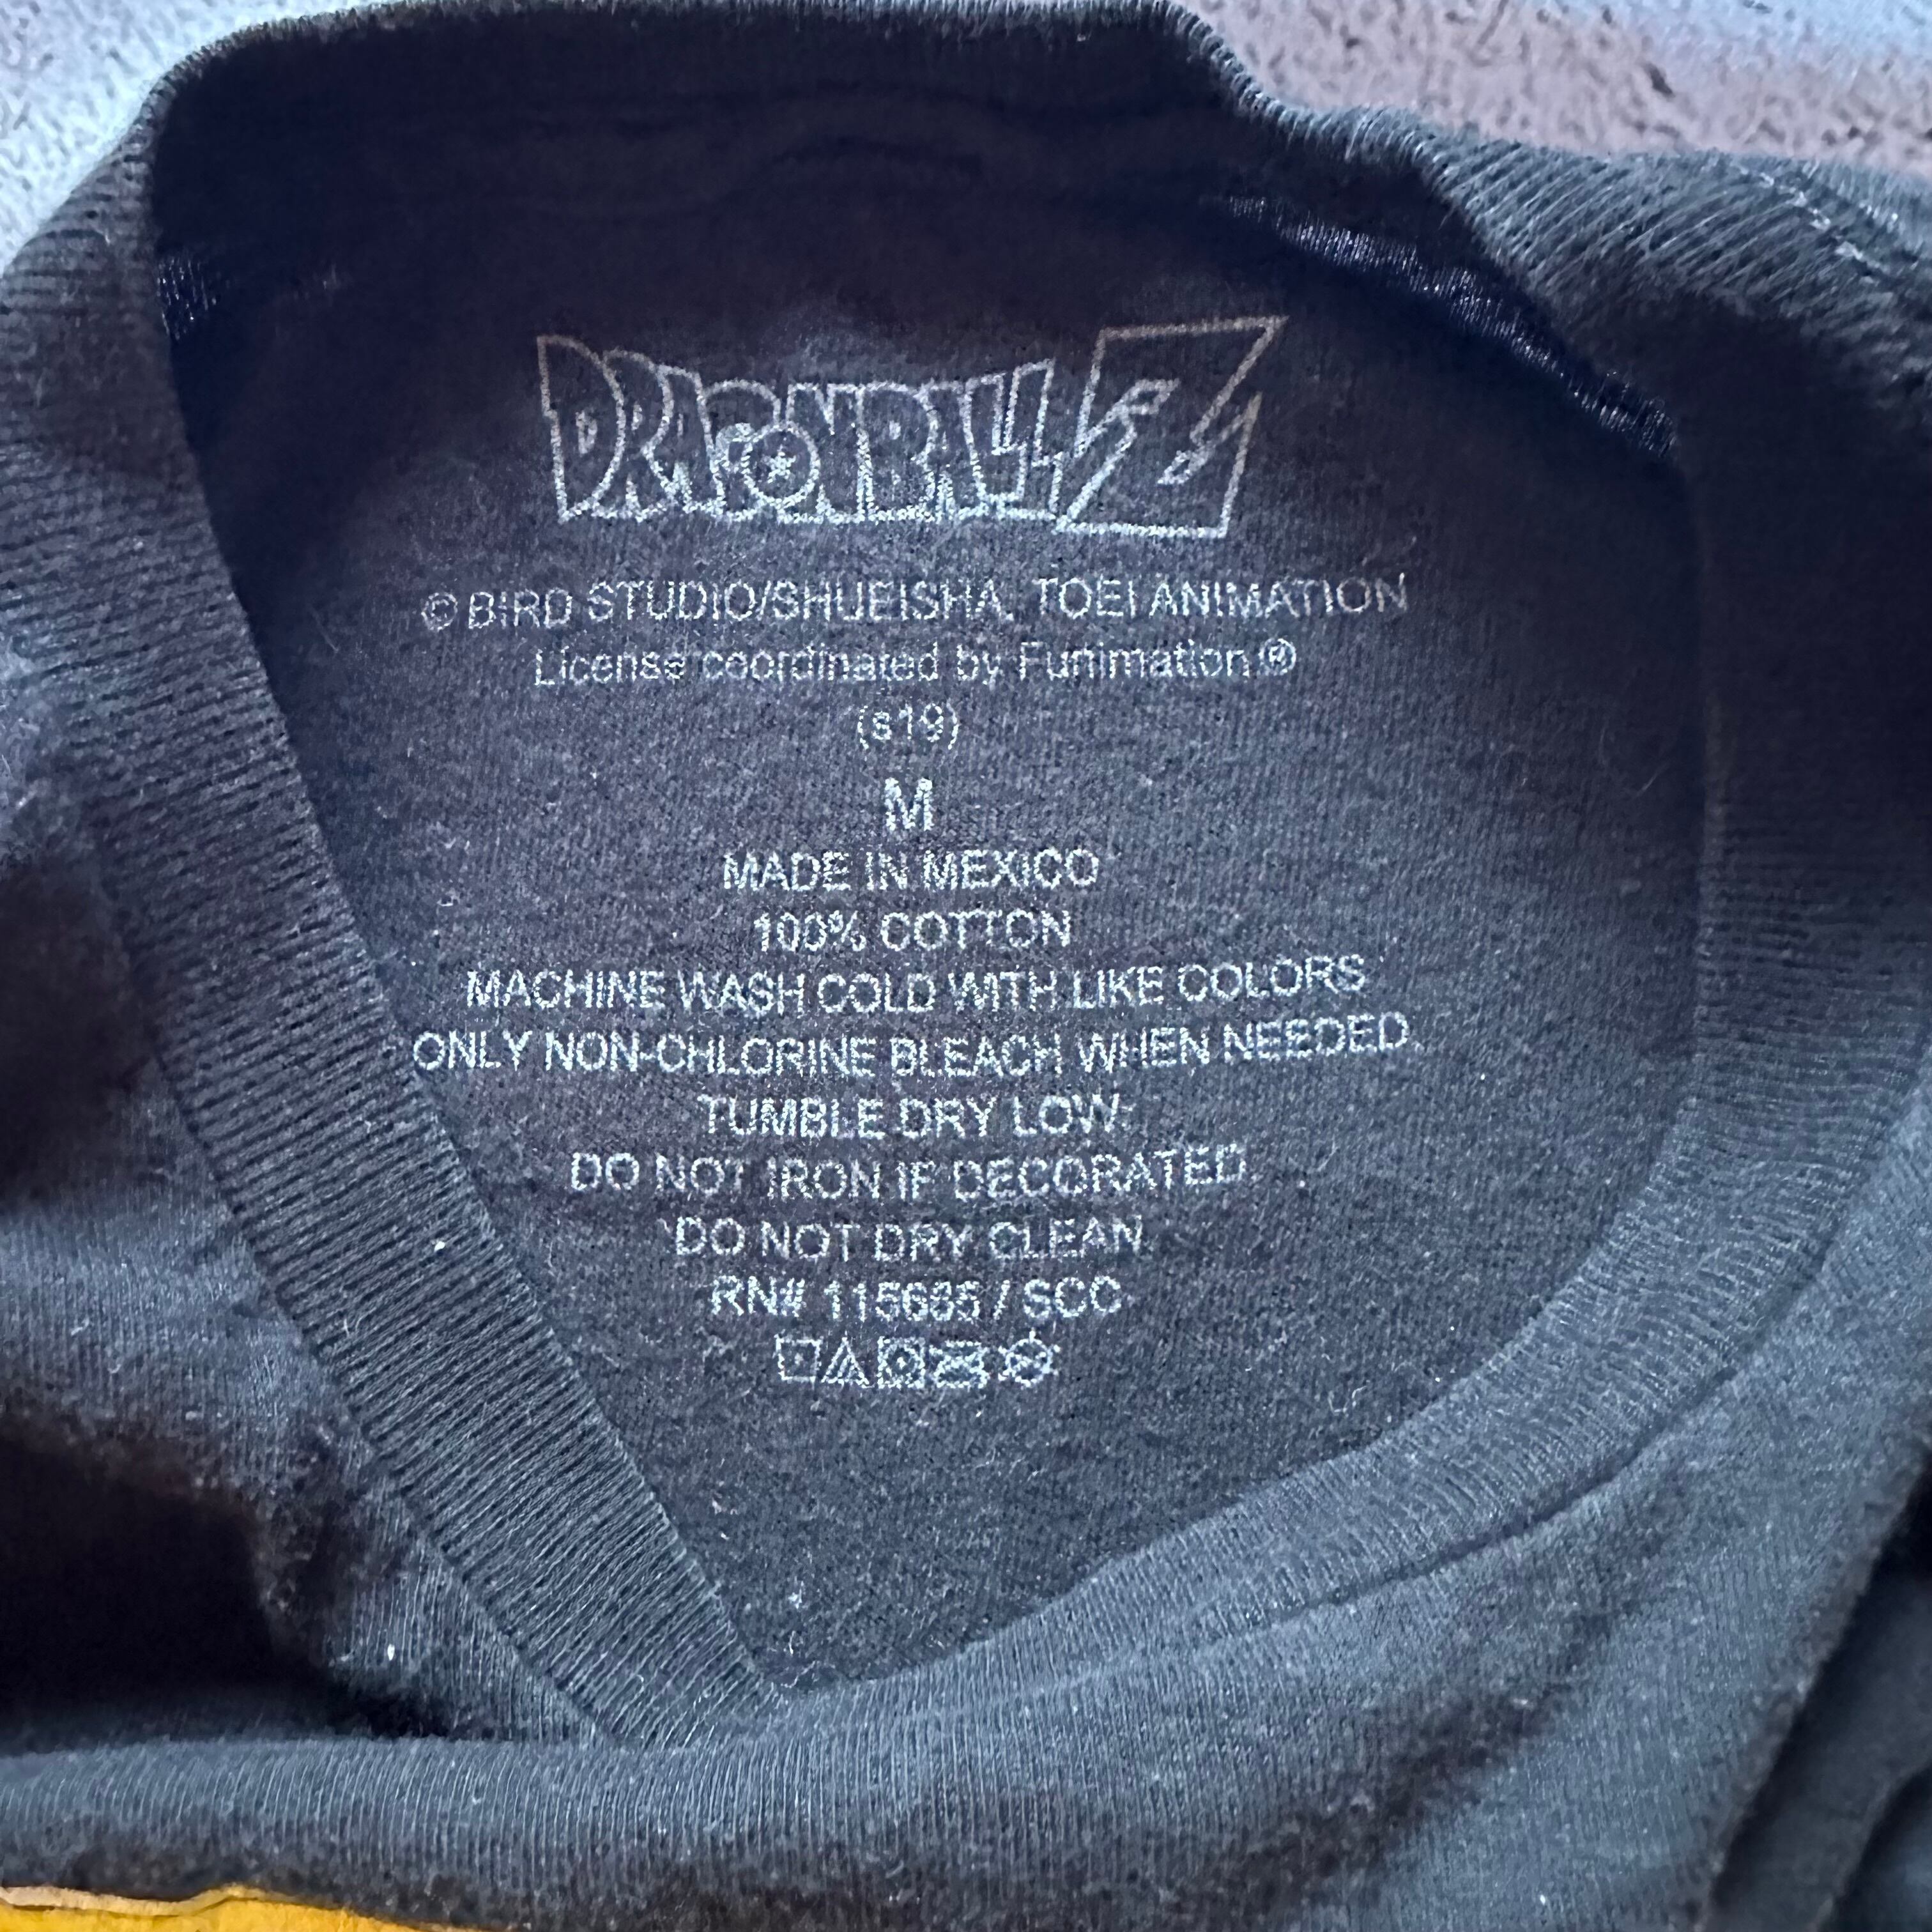 DRAGONBALL Z
© BIRD STUDIO/SHUEISHA, TOEI ANIMATION
License coordinated by Funimation®
(s19)
M
MADE IN MEXICO
100% COTTON
MACHINE WASH COLD WITH LIKE COLORS
ONLY NON-CHLORINE BLEACH WHEN NEEDED.
TUMBLE DRY LOW.
DO NOT IRON IF DECORATED.
DO NOT DRY CLEAN.
RN# 115685 / SCC